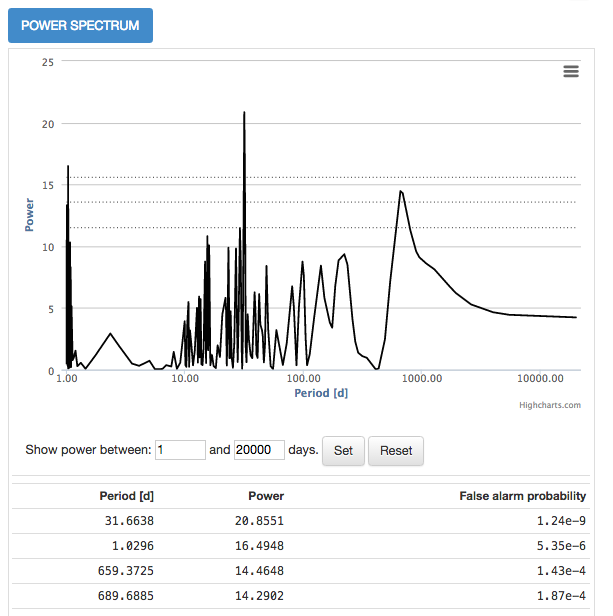 POWER SPECTRUM
25
20
15
10
5
0
Power
1.00 10.00 100.00 1000.00 10000.00
Period [d]
Highcharts.com
Show power between: 1 and 20000 days. Set Reset
Period [d] Power False alarm probability
31.6638 20.8551 1.24e-9
1.0296 16.4948 5.35e-6
659.3725 14.4648 1.43e-4
689.6885 14.2902 1.87e-4